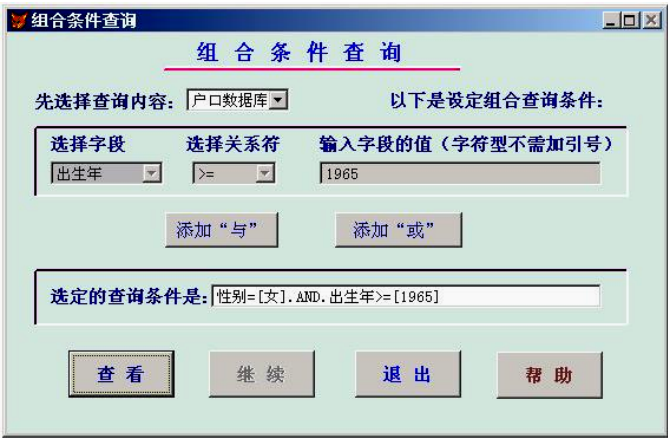 组合条件查询
组合条件查询
先选择查询内容: 户口数据库 以下是设定组合查询条件:
选择字段 选择关系符 输入字段的值(字符型不需加引号)
出生年 >= 1965
添加“与” 添加“或”
选定的查询条件是: 性别=[女].AND.出生年>=[1965]
查看 继续 退出 帮助